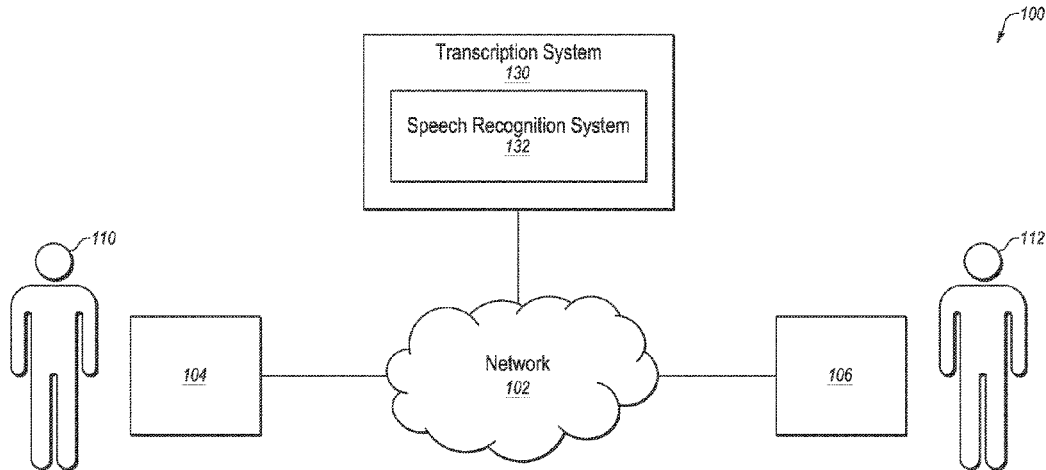 100
Transcription System
130
Speech Recognition System
132
110
112
104
Network
102
106